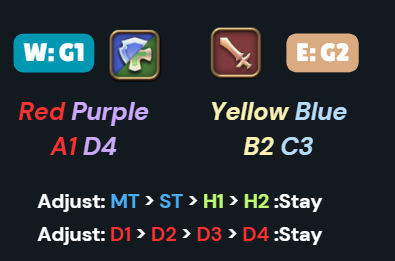 W: G1 E: G2
Red Purple Yellow Blue
A1 D4 B2 C3
Adjust: MT > ST > H1 > H2 :Stay
Adjust: D1 > D2 > D3 > D4 :Stay